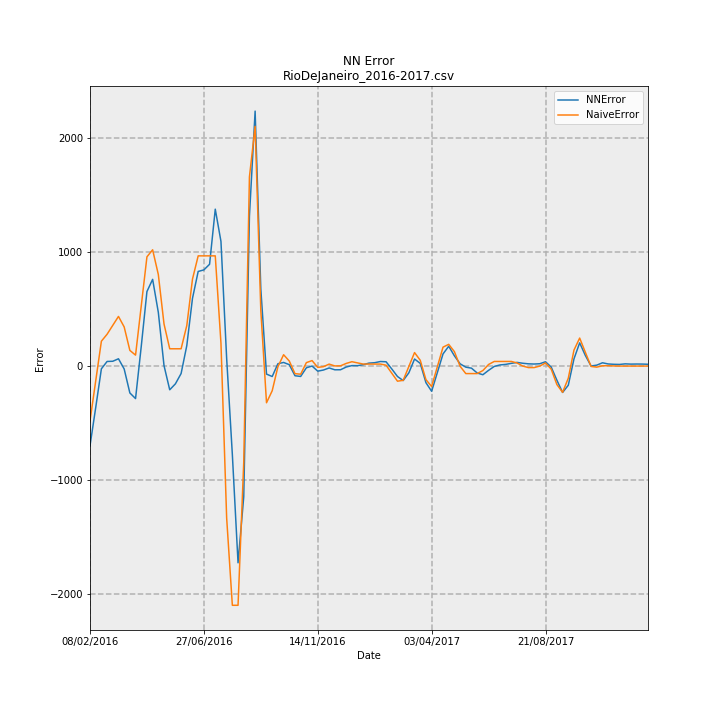 NN Error
RioDeJaneiro_2016-2017.csv
NNError
NaiveError
2000
1000
0
−1000
−2000
Error
08/02/2016
27/06/2016
14/11/2016
03/04/2017
21/08/2017
Date